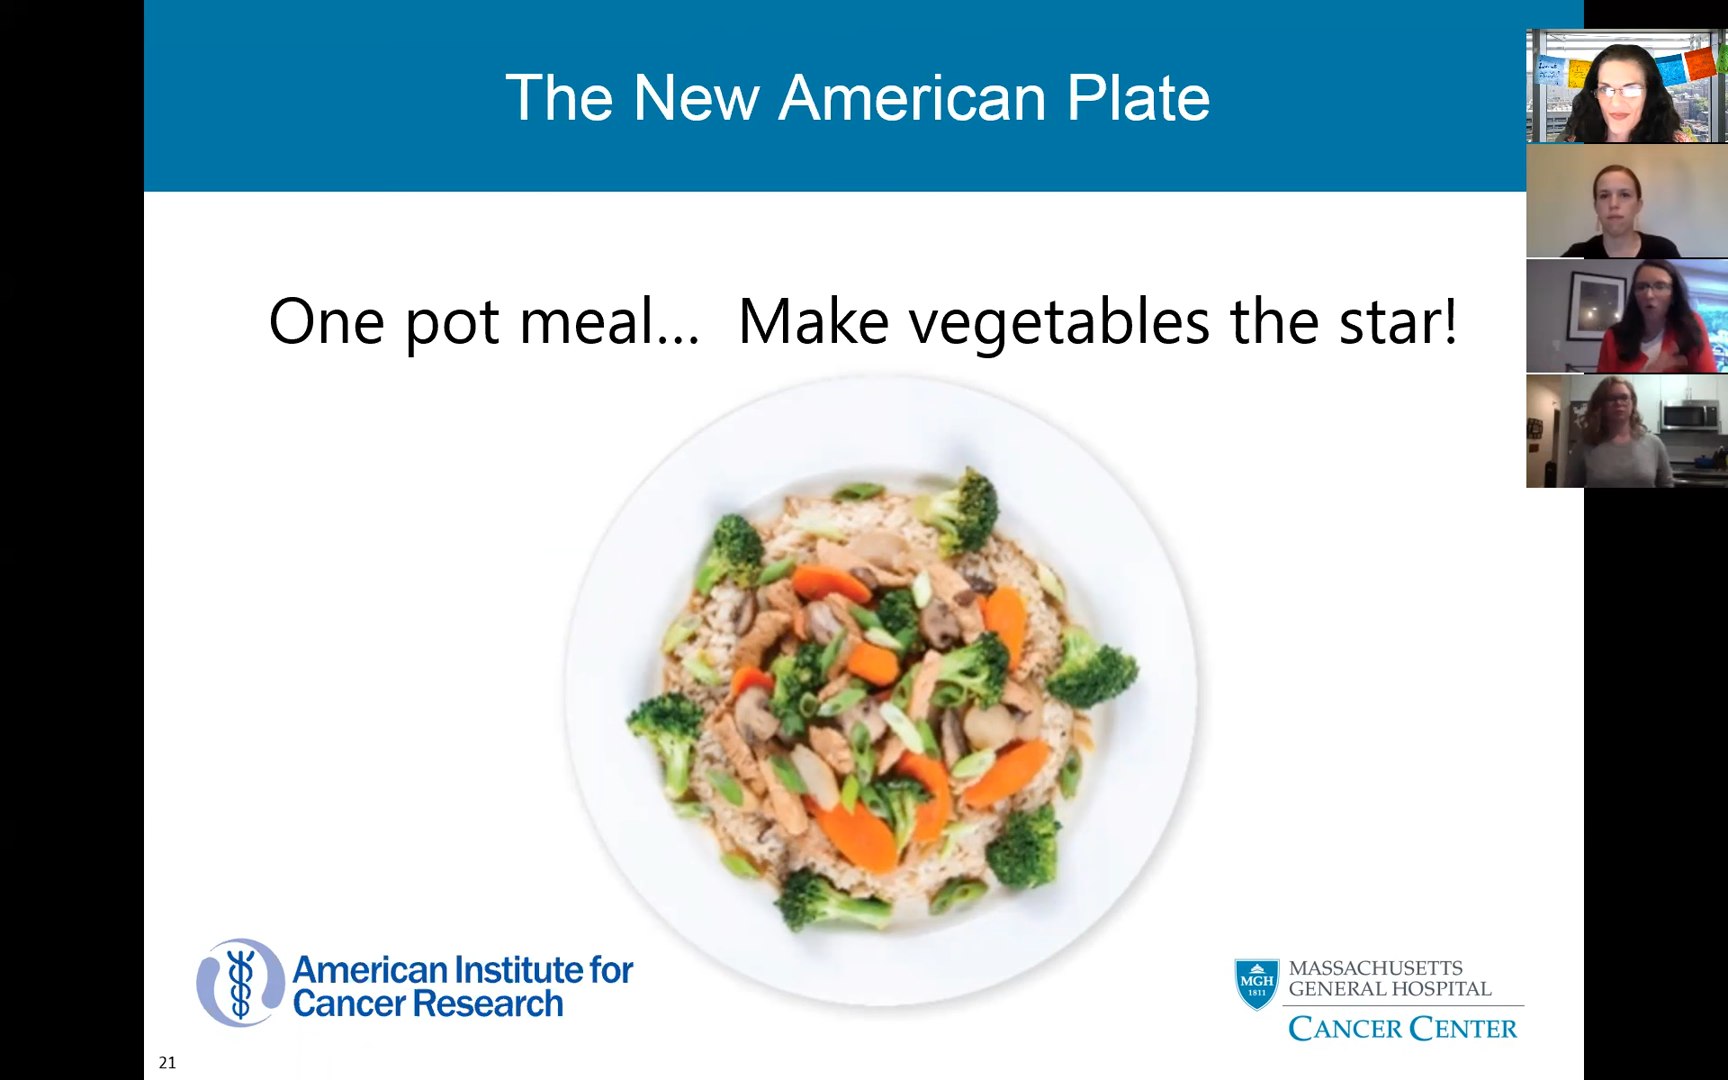 The New American Plate
One pot meal... Make vegetables the star!
American Institute for
Cancer Research
MGH
1811
MASSACHUSETTS
GENERAL HOSPITAL
CANCER CENTER
21